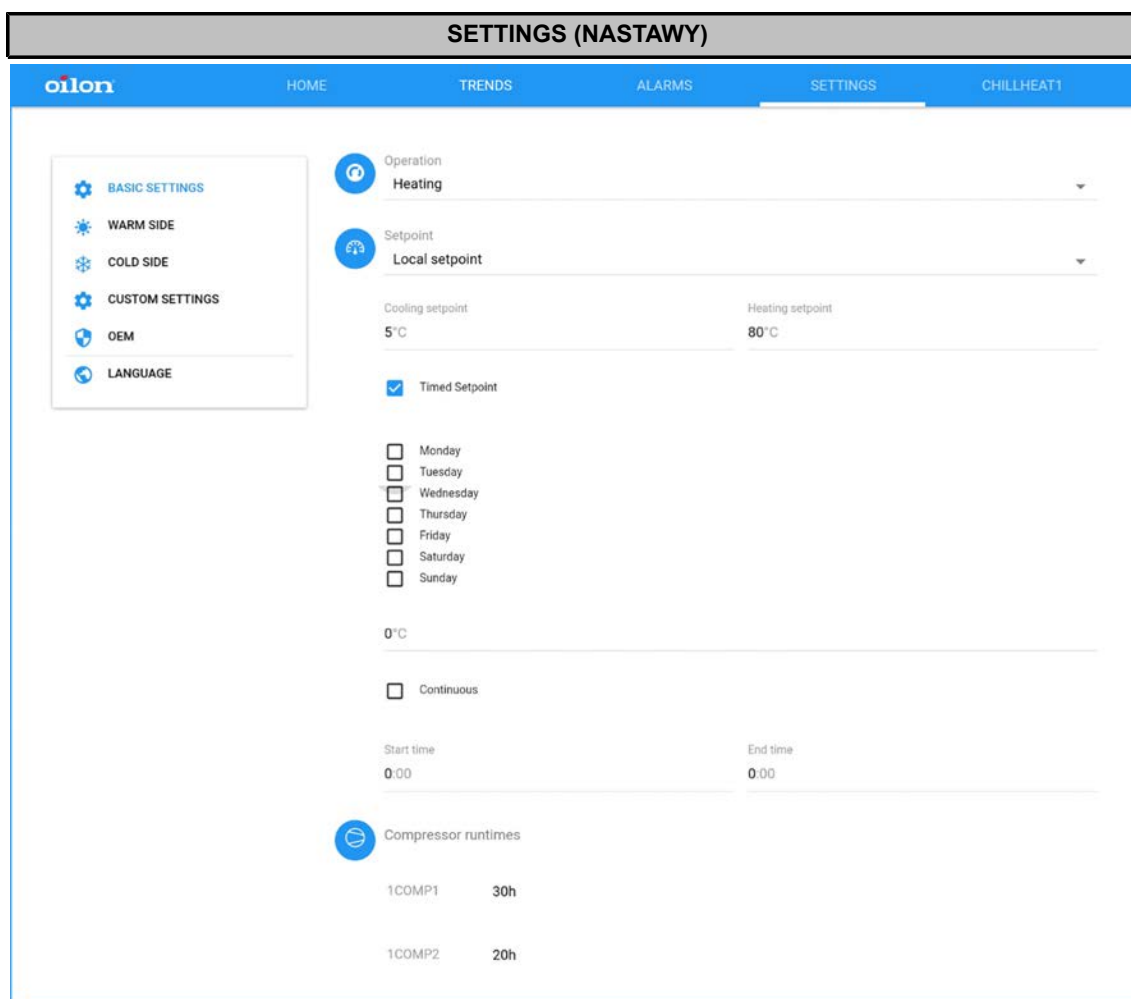 SETTINGS (NASTAWY)
oilon HOME TRENDS ALARMS SETTINGS CHILLHEAT1
BASIC SETTINGS
WARM SIDE
COLD SIDE
CUSTOM SETTINGS
OEM
LANGUAGE
Operation
Heating
Setpoint
Local setpoint
Cooling setpoint Heating setpoint
5°C 80°C
Timed Setpoint
Monday
Tuesday
Wednesday
Thursday
Friday
Saturday
Sunday
0°C
Continuous
Start time End time
0:00 0:00
Compressor runtimes
1COMP1 30h
1COMP2 20h